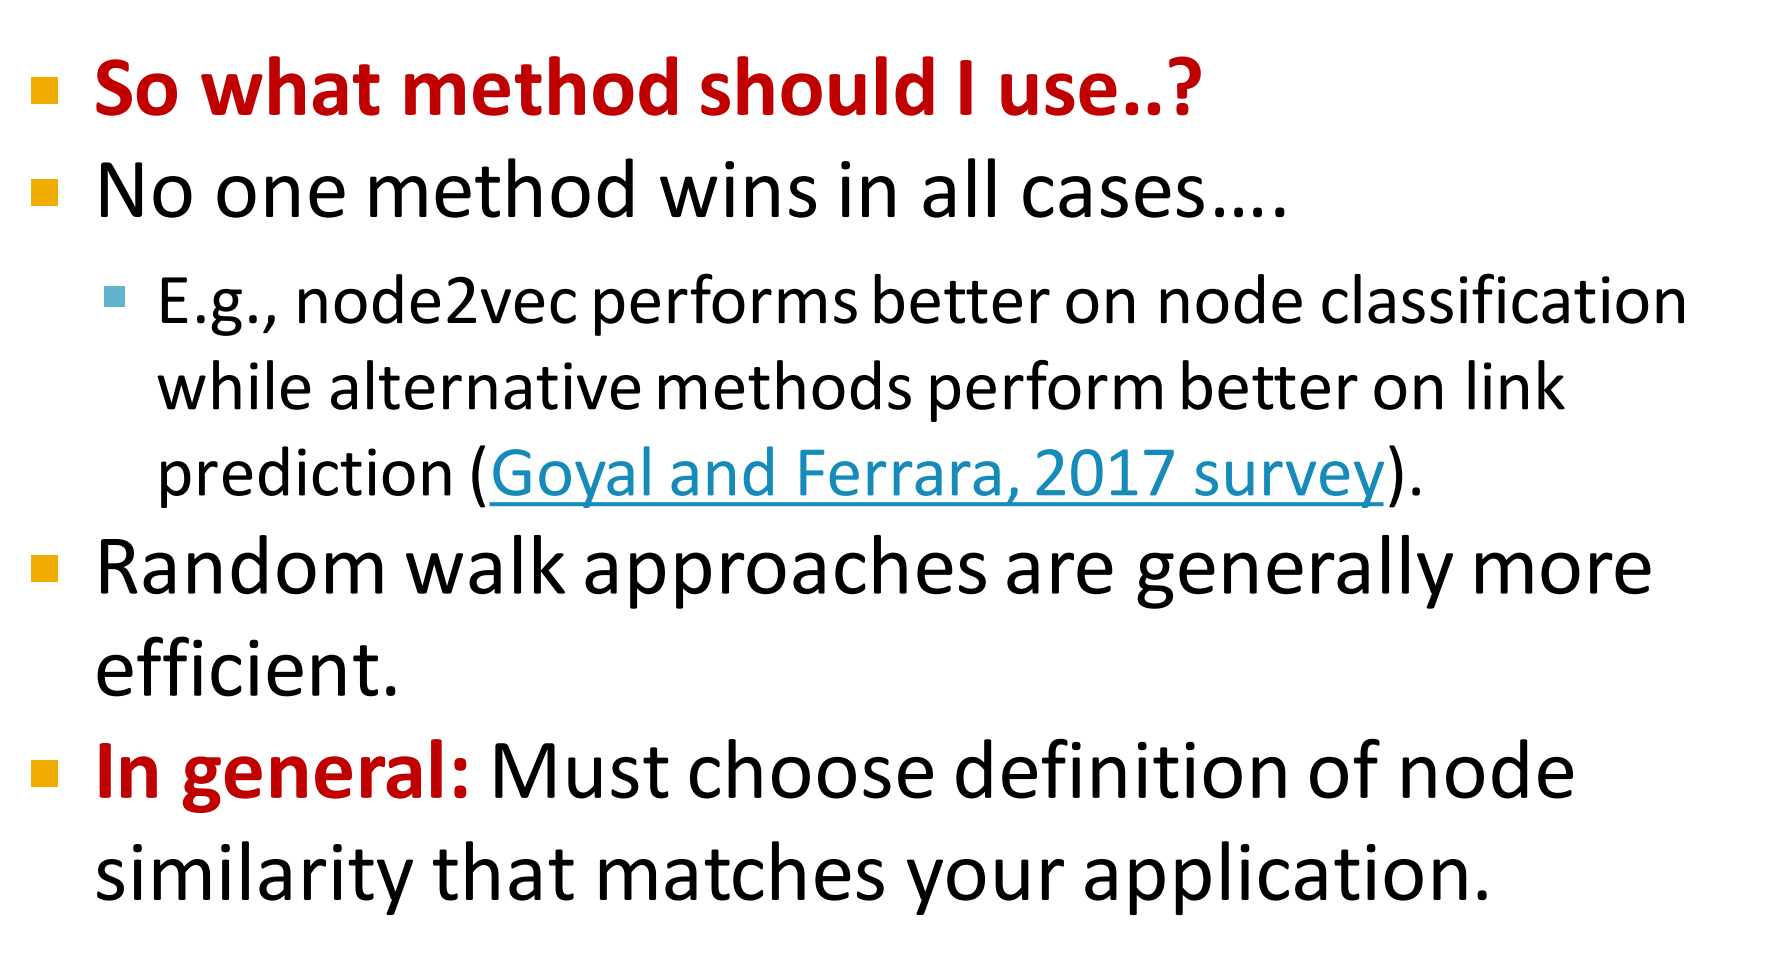 So what method should I use..?
No one method wins in all cases….
E.g., node2vec performs better on node classification
while alternative methods perform better on link
prediction (Goyal and Ferrara, 2017 survey).
Random walk approaches are generally more
efficient.
In general: Must choose definition of node
similarity that matches your application.